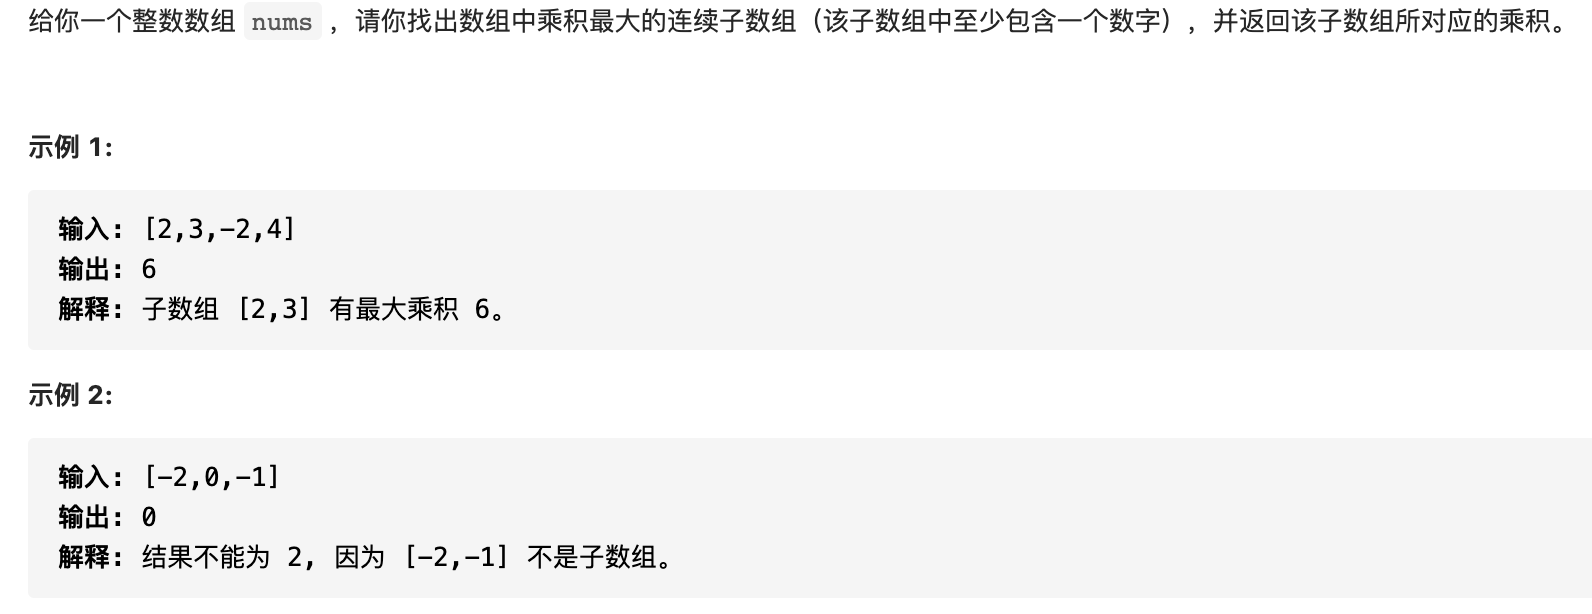 给你一个整数数组 nums ，请你找出数组中乘积最大的连续子数组（该子数组中至少包含一个数字），并返回该子数组所对应的乘积。
示例 1:
输入: [2,3,-2,4]
输出: 6
解释: 子数组 [2,3] 有最大乘积 6。
示例 2:
输入: [-2,0,-1]
输出: 0
解释: 结果不能为 2, 因为 [-2,-1] 不是子数组。